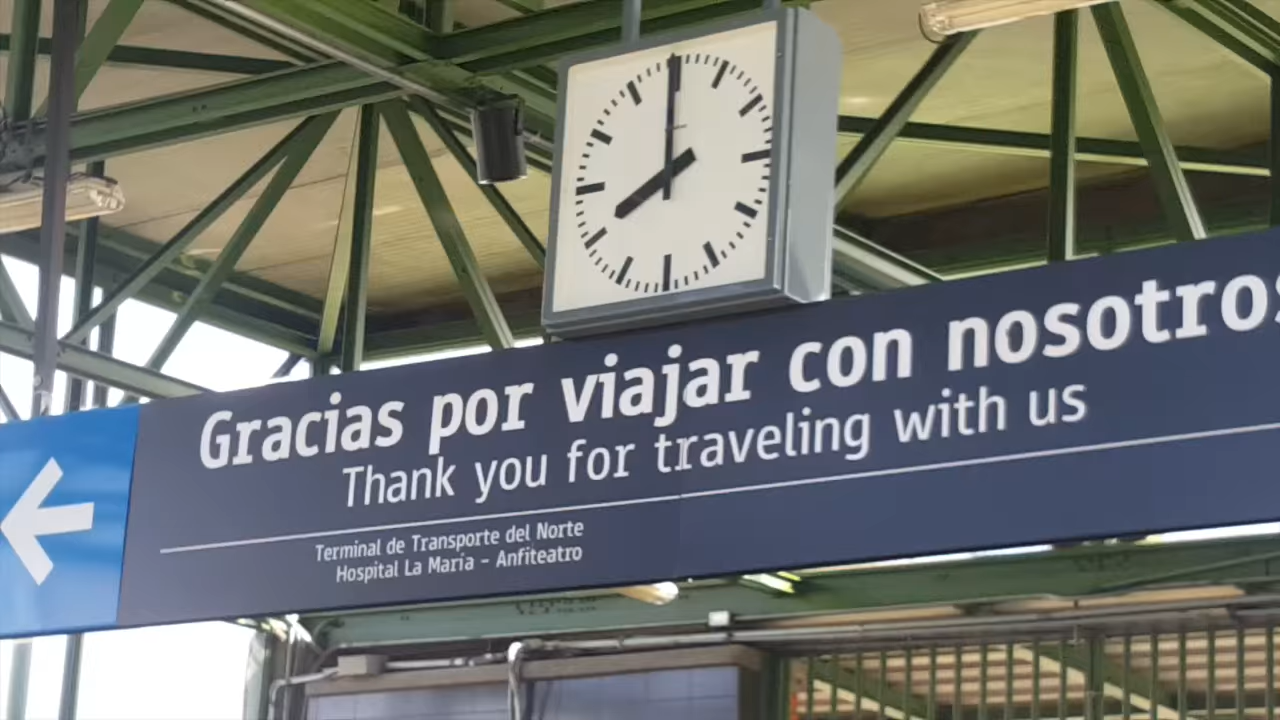 Gracias por viajar con nosotros
Thank you for traveling with us
Terminal de Transporte del Norte
Hospital La María - Anfiteatro